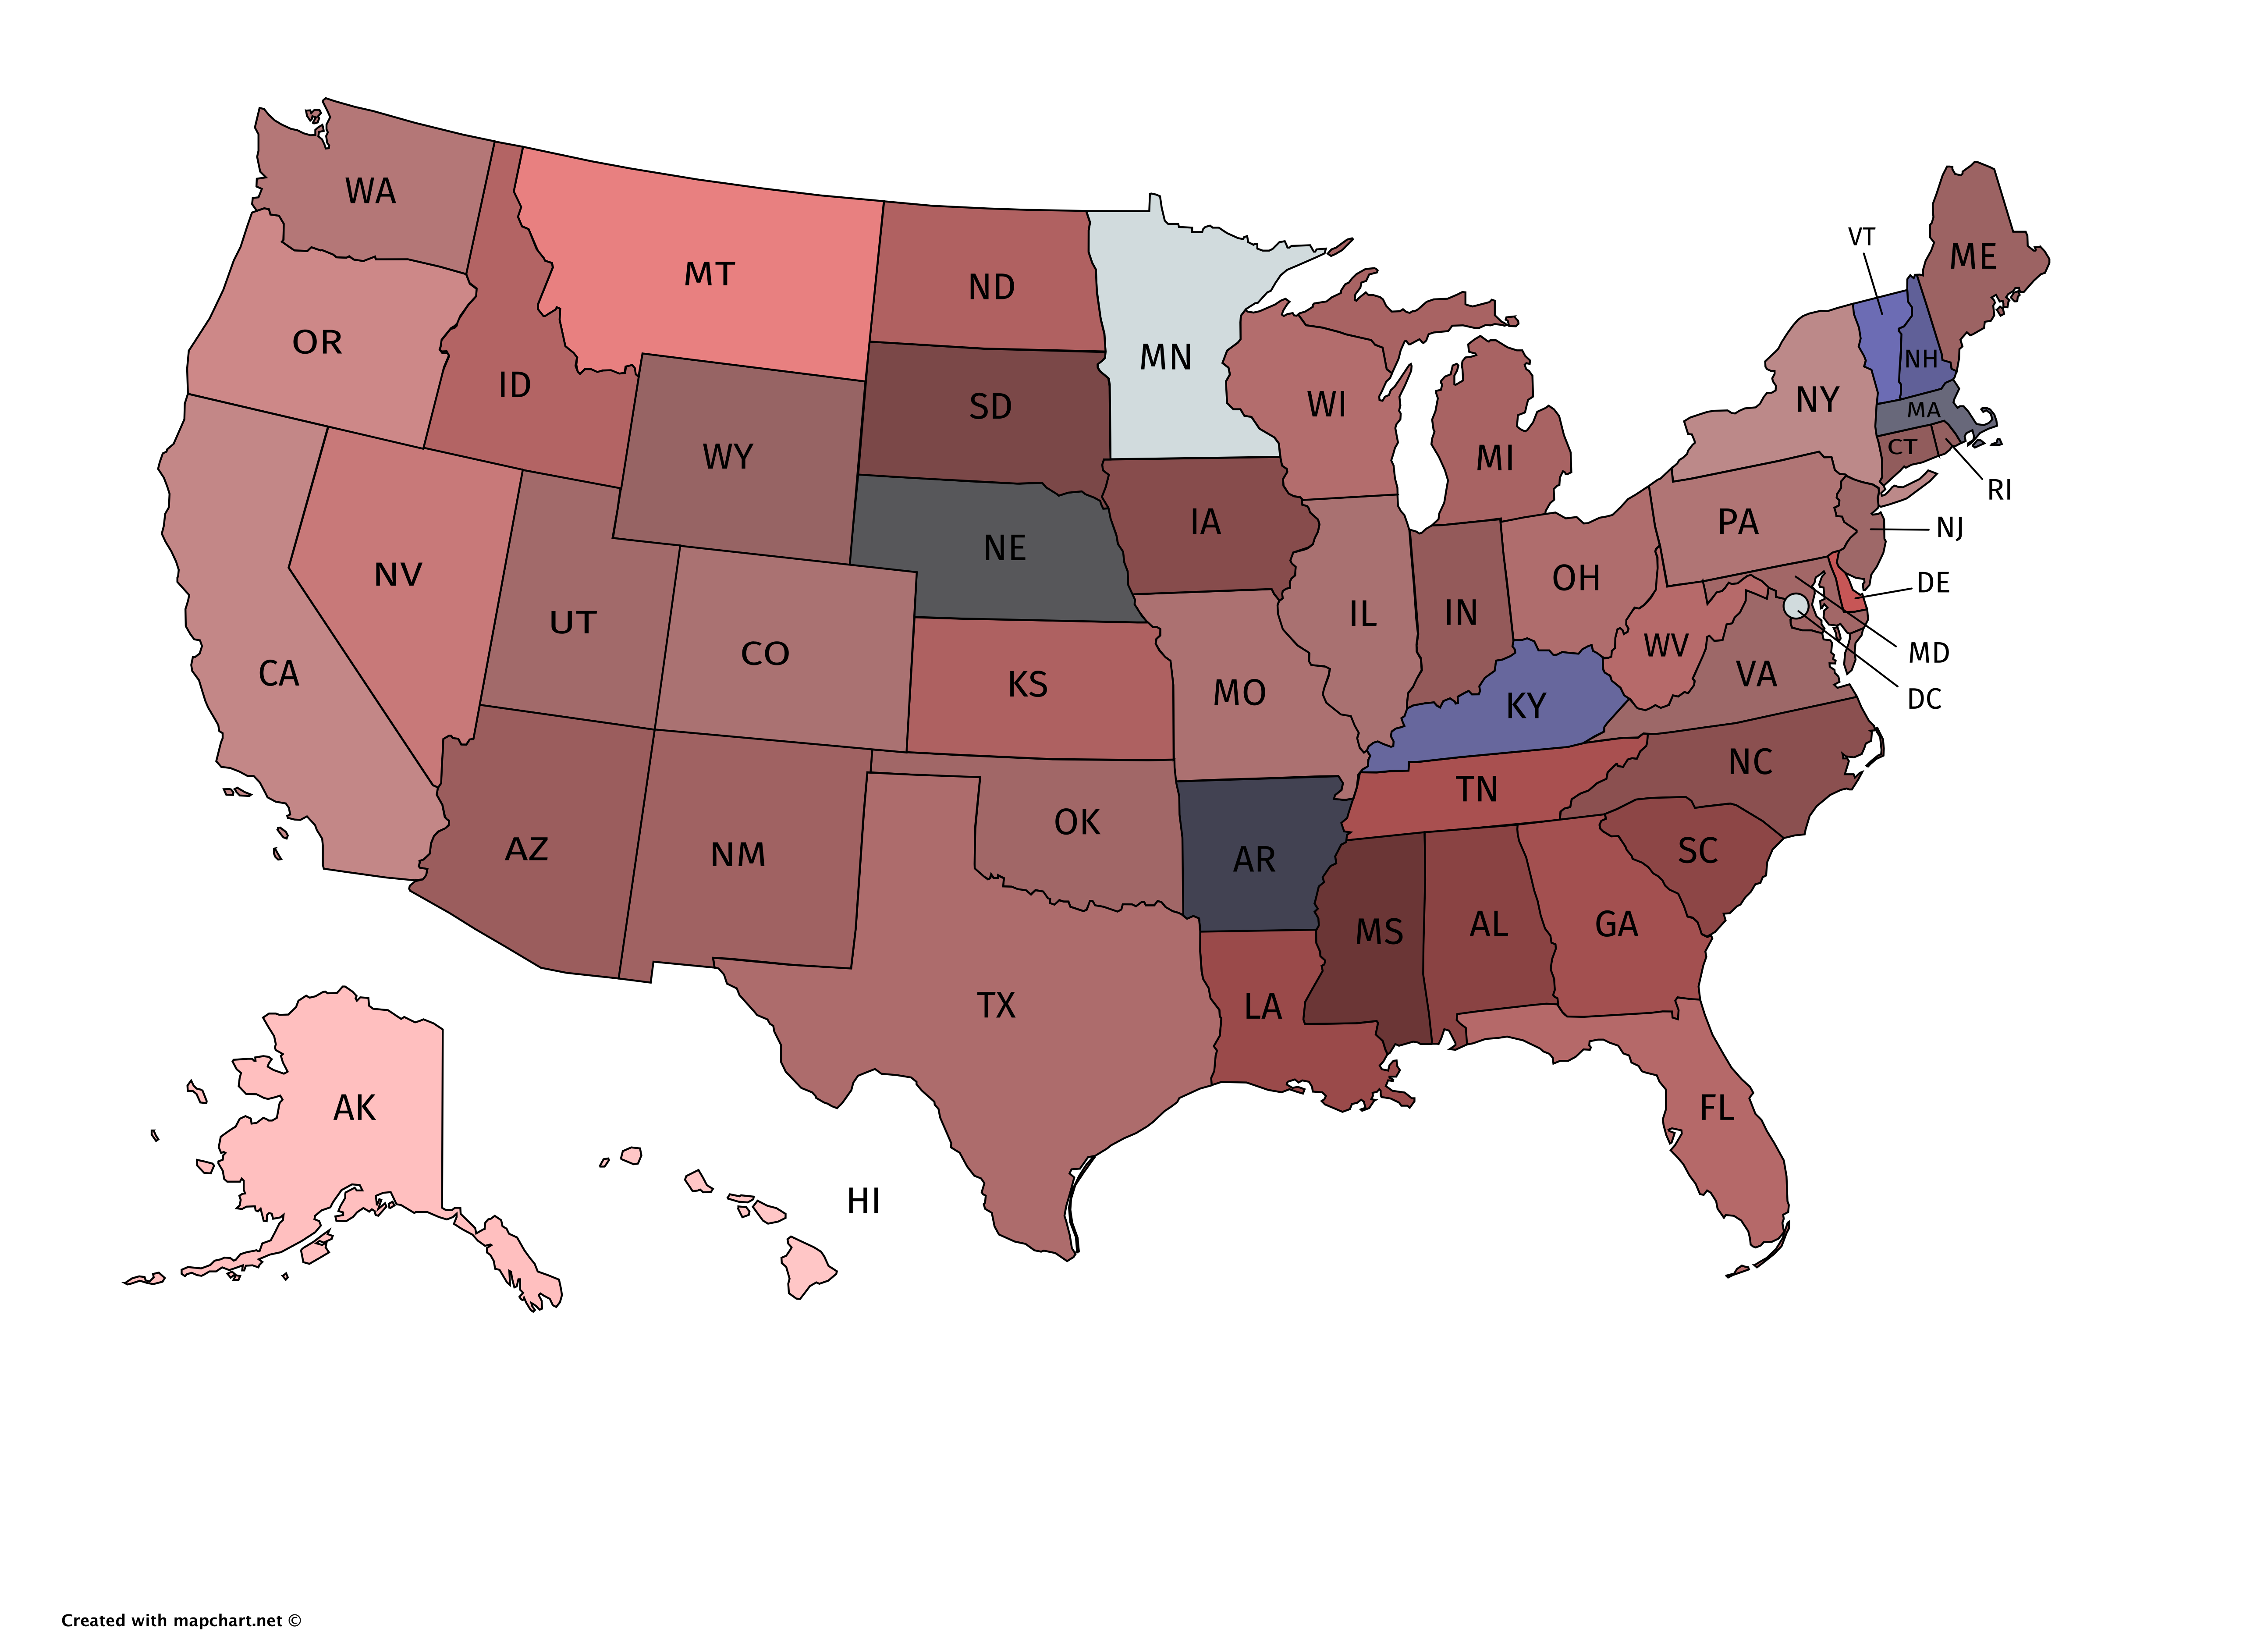 VT
ME
WA
MT
ND
OR
MN
NH
ID
SD
WI
NY
MA
WY
MI
CT
RI
IA
PA
NJ
NE
NV
OH
DE
UT
IL
IN
CO
WV
MD
CA
KS
MO
VA
DC
KY
NC
TN
OK
AZ
NM
AR
SC
MS
AL
GA
TX
LA
AK
FL
HI
Created with mapchart.net ©